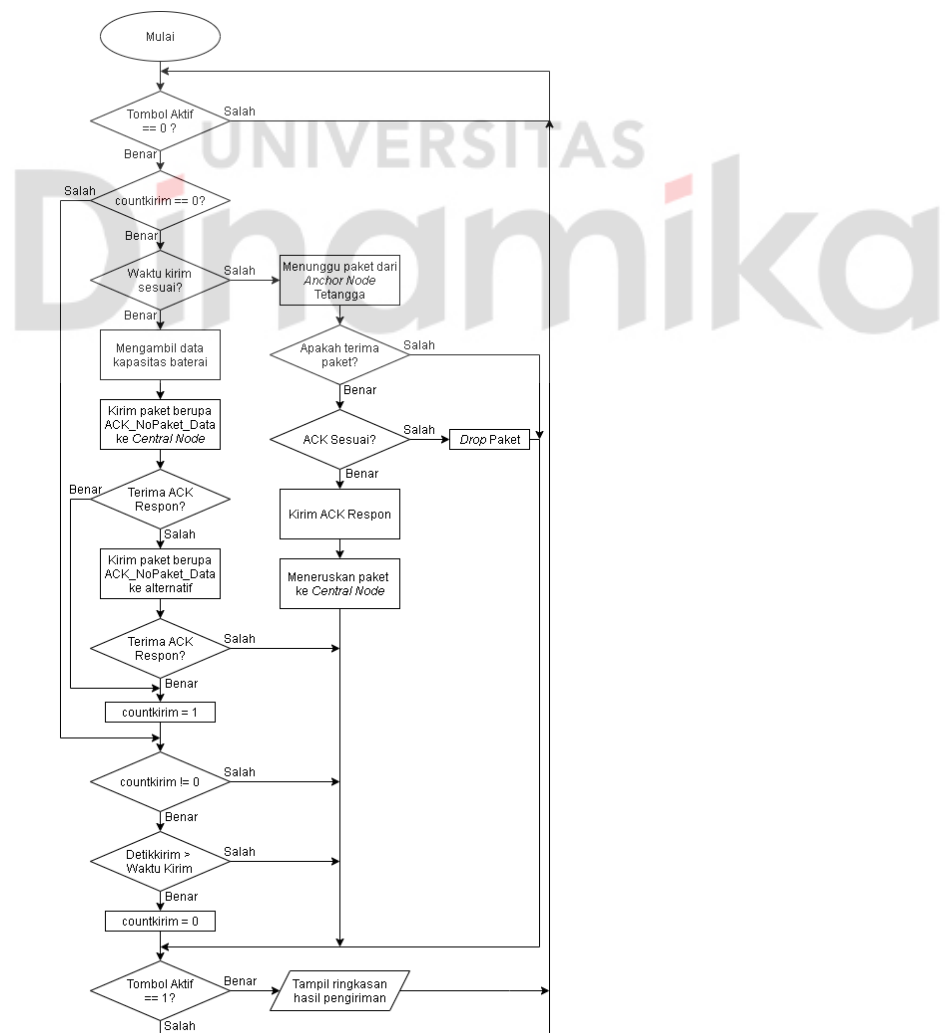 Mulai
Tombol Aktif
== 0 ?
Salah
Benar
UNIVERSITAS
Dinamika
countkirim == 0?
Salah
Benar
Waktu kirim
sesuai?
Salah
Benar
Menunggu paket dari
Anchor Node
Tetangga
Mengambil data
kapasitas baterai
Apakah terima
paket?
Salah
Benar
Kirim paket berupa
ACK_NoPaket_Data
ke Central Node
ACK Sesuai?
Salah
Drop Paket
Benar
Terima ACK
Respon?
Benar
Salah
Kirim ACK Respon
Kirim paket berupa
ACK_NoPaket_Data
ke alternatif
Meneruskan paket
ke Central Node
Terima ACK
Respon?
Salah
Benar
countkirim = 1
countkirim != 0
Salah
Benar
Detikkirim >
Waktu Kirim
Salah
Benar
countkirim = 0
Tombol Aktif
== 1?
Benar
Tampil ringkasan
hasil pengiriman
Salah